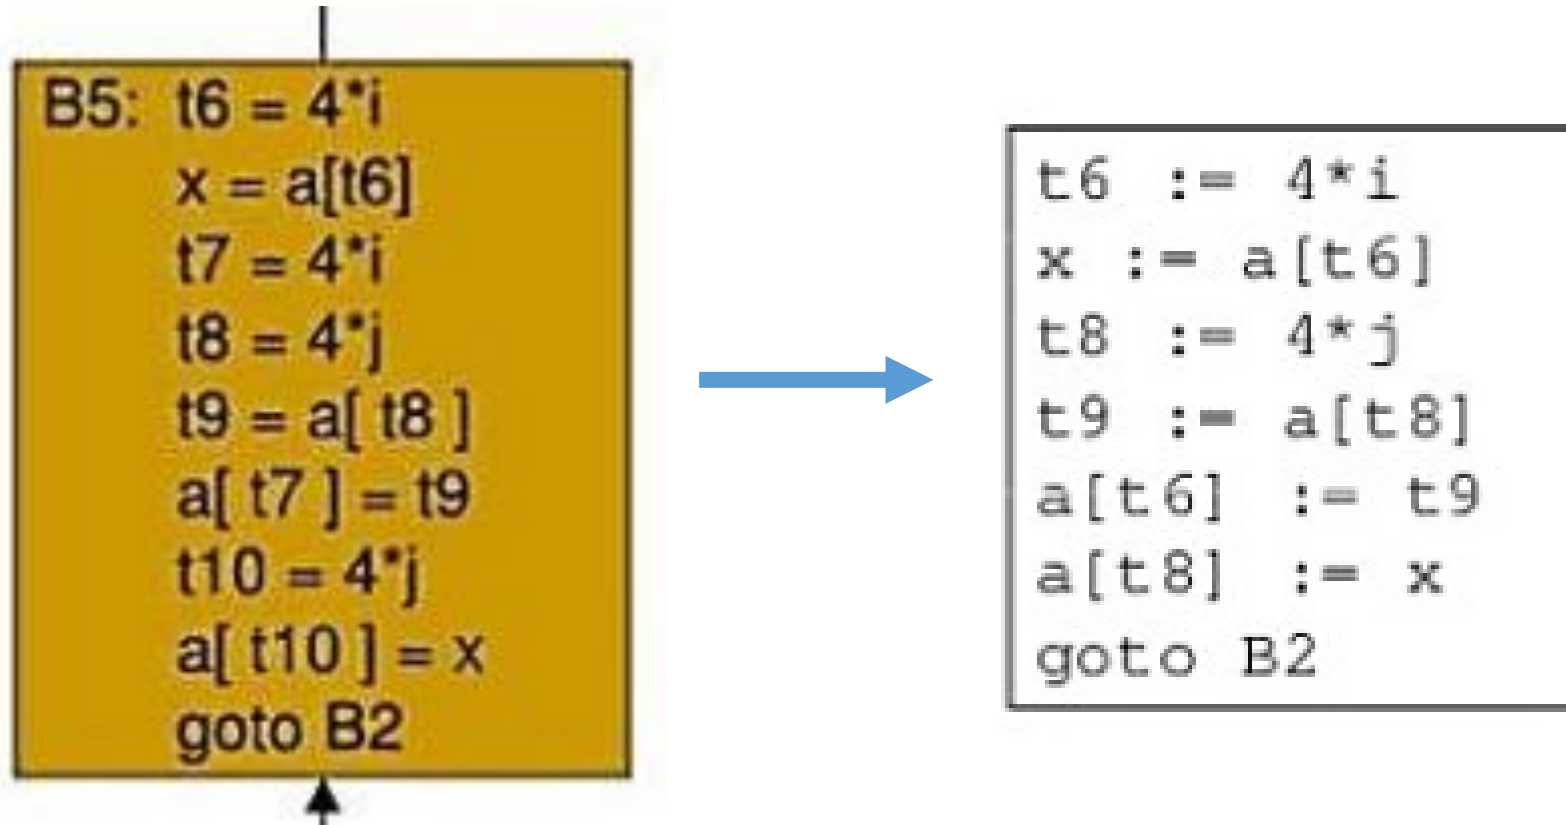 B5: t6 = 4*i
x = a[t6]
t7 = 4*i
t8 = 4*j
t9 = a[ t8 ]
a[ t7 ] = t9
t10 = 4*j
a[ t10 ] = x
goto B2
t6 := 4*i
x := a[t6]
t8 := 4*j
t9 := a[t8]
a[t6] := t9
a[t8] := x
goto B2